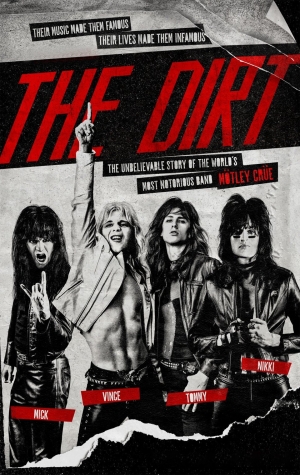 THEIR MUSIC MADE THEM FAMOUS
THEIR LIVES MADE THEM INFAMOUS
THE DIRT
THE UNBELIEVABLE STORY OF THE WORLD'S
MOST NOTORIOUS BAND MÖTLEY CRÜE
MICK
VINCE
TOMMY
NIKKI